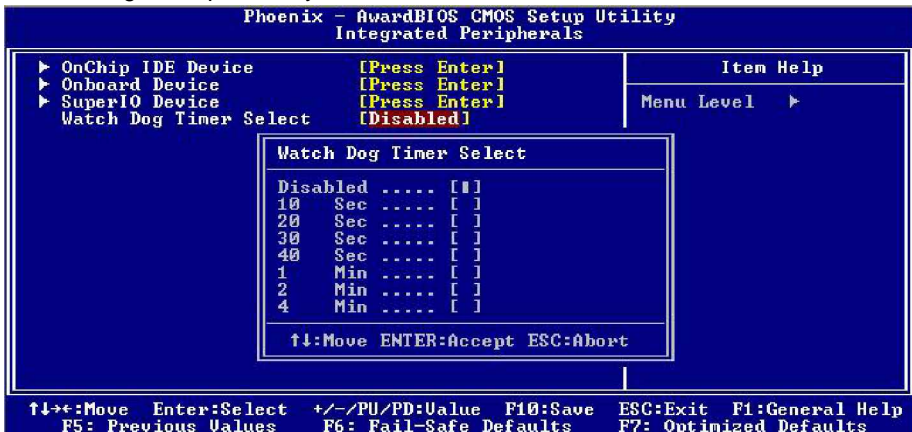 Phoenix - AwardBIOS CMOS Setup Utility
Integrated Peripherals
▶ OnChip IDE Device [Press Enter]
▶ Onboard Device [Press Enter]
▶ SuperIO Device [Press Enter]
Watch Dog Timer Select [Disabled]
Item Help
Menu Level ▶
Watch Dog Timer Select
Disabled ..... [▮]
10 Sec ..... [ ]
20 Sec ..... [ ]
30 Sec ..... [ ]
40 Sec ..... [ ]
1 Min ..... [ ]
2 Min ..... [ ]
4 Min ..... [ ]
↑↓:Move ENTER:Accept ESC:Abort
↑↓→←:Move Enter:Select +/-/PU/PD:Value F10:Save ESC:Exit F1:General Help
F5: Previous Values F6: Fail-Safe Defaults F7: Optimized Defaults